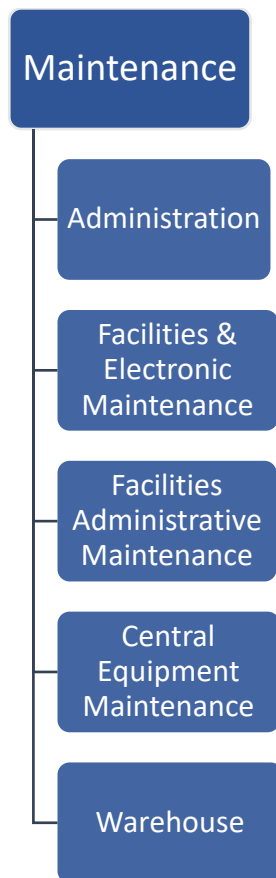 Maintenance
Administration
Facilities &
Electronic
Maintenance
Facilities
Administrative
Maintenance
Central
Equipment
Maintenance
Warehouse